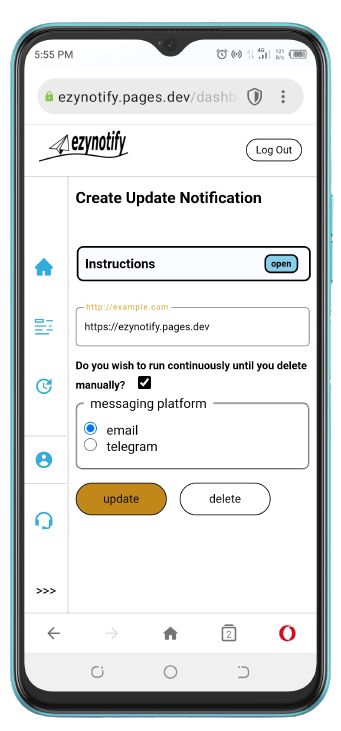 5:55 PM
4G
ezynotify.pages.dev/dashb
ezynotify
Log Out
Create Update Notification
Instructions
open
http://example.com
https://ezynotify.pages.dev
Do you wish to run continuously until you delete
manually?
messaging platform
email
telegram
update
delete
>>>
2